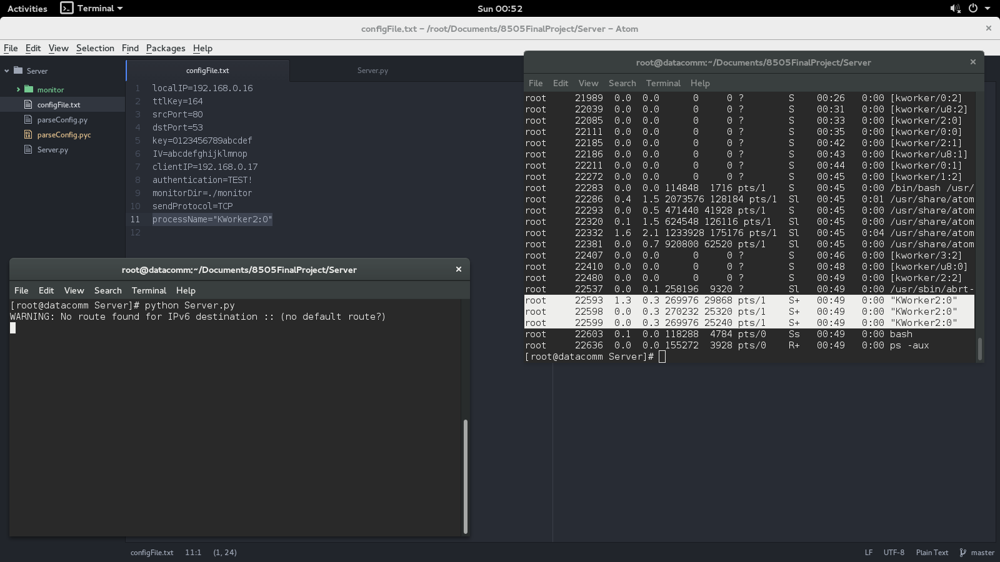 Activities Terminal Sun 00:52
configFile.txt – /root/Documents/8505FinalProject/Server – Atom ×
File Edit View Selection Find Packages Help
Server
monitor
configFile.txt
parseConfig.py
parseConfig.pyc
Server.py
configFile.txt Server.py
1 localIP=192.168.0.16
2 ttlKey=164
3 srcPort=80
4 dstPort=53
5 key=0123456789abcdef
6 IV=abcdefghijklmnop
7 clientIP=192.168.0.17
8 authentication=TEST!
9 monitorDir=./monitor
10 sendProtocol=TCP
11 processName="KWorker2:0"
12
root@datacomm:~/Documents/8505FinalProject/Server ×
File Edit View Search Terminal Help
root 21989 0.0 0.0 0 0 ? S 00:26 0:00 [kworker/0:2]
root 22039 0.0 0.0 0 0 ? S 00:31 0:00 [kworker/u8:2]
root 22085 0.0 0.0 0 0 ? S 00:33 0:00 [kworker/2:0]
root 22111 0.0 0.0 0 0 ? S 00:35 0:00 [kworker/0:0]
root 22185 0.0 0.0 0 0 ? S 00:42 0:00 [kworker/2:1]
root 22186 0.0 0.0 0 0 ? S 00:43 0:00 [kworker/u8:1]
root 22211 0.0 0.0 0 0 ? S 00:44 0:00 [kworker/0:1]
root 22272 0.0 0.0 0 0 ? S 00:45 0:00 [kworker/1:2]
root 22283 0.0 0.0 114848 1716 pts/1 S 00:45 0:00 /bin/bash /usr/
root 22286 0.4 1.5 2073576 128184 pts/1 Sl 00:45 0:01 /usr/share/atom
root 22293 0.0 0.5 471440 41928 pts/1 S 00:45 0:00 /usr/share/atom
root 22320 0.1 1.5 624548 126116 pts/1 Sl 00:45 0:00 /usr/share/atom
root 22332 1.6 2.1 1233928 175176 pts/1 Sl 00:45 0:04 /usr/share/atom
root 22381 0.0 0.7 920800 62520 pts/1 Sl 00:45 0:00 /usr/share/atom
root 22407 0.0 0.0 0 0 ? S 00:46 0:00 [kworker/3:2]
root 22410 0.0 0.0 0 0 ? S 00:48 0:00 [kworker/u8:0]
root 22480 0.0 0.0 0 0 ? S 00:49 0:00 [kworker/2:2]
root 22537 0.0 0.1 258196 9320 ? Sl 00:49 0:00 /usr/sbin/abrt-
root 22593 1.3 0.3 269976 29868 pts/1 S+ 00:49 0:00 "KWorker2:0"
root 22598 0.0 0.3 270232 25320 pts/1 S+ 00:49 0:00 "KWorker2:0"
root 22599 0.0 0.3 269976 25240 pts/1 S+ 00:49 0:00 "KWorker2:0"
root 22603 0.1 0.0 118288 4784 pts/0 Ss 00:49 0:00 bash
root 22636 0.0 0.0 155272 3928 pts/0 R+ 00:49 0:00 ps -aux
[root@datacomm Server]#
root@datacomm:~/Documents/8505FinalProject/Server ×
File Edit View Search Terminal Help
[root@datacomm Server]# python Server.py
WARNING: No route found for IPv6 destination :: (no default route?)
configFile.txt 11:1 (1, 24) LF UTF-8 Plain Text master